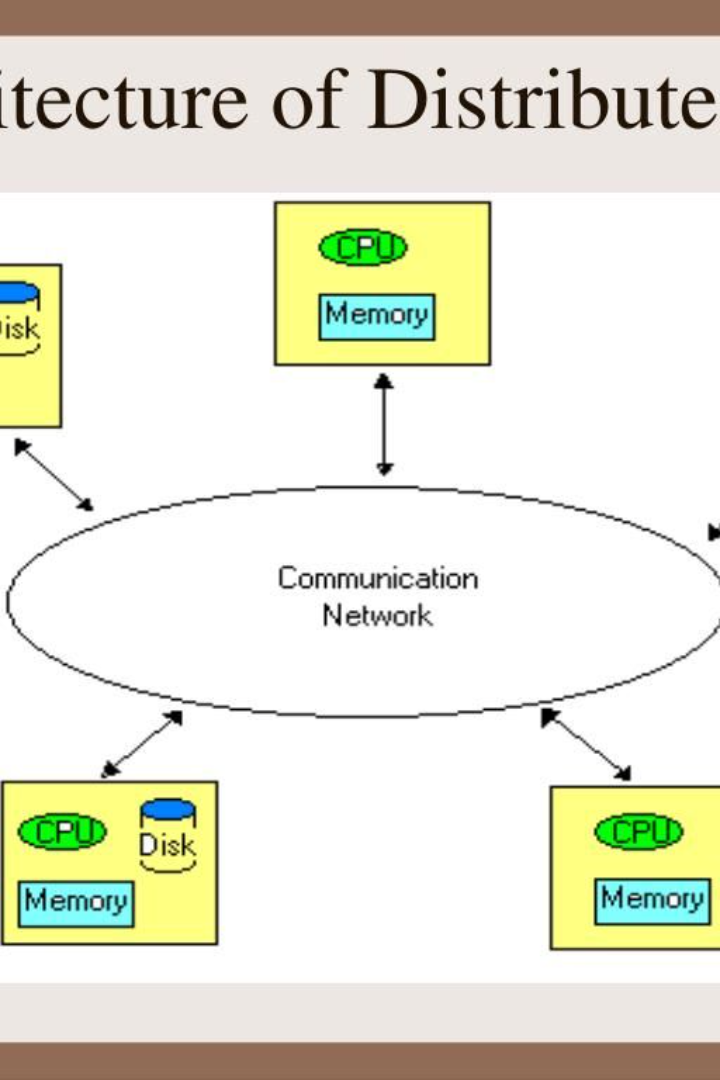 itecture of Distribute
CPU
Memory
isk
Communication
Network
CPU
Disk
Memory
CPU
Memory